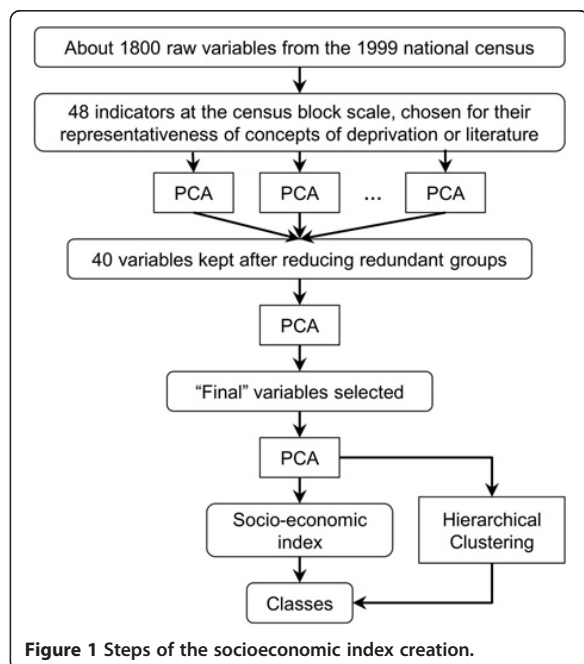 About 1800 raw variables from the 1999 national census
48 indicators at the census block scale, chosen for their
representativeness of concepts of deprivation or literature
PCA PCA ... PCA
40 variables kept after reducing redundant groups
PCA
“Final” variables selected
PCA
Socio-economic
index
Hierarchical
Clustering
Classes
Figure 1 Steps of the socioeconomic index creation.